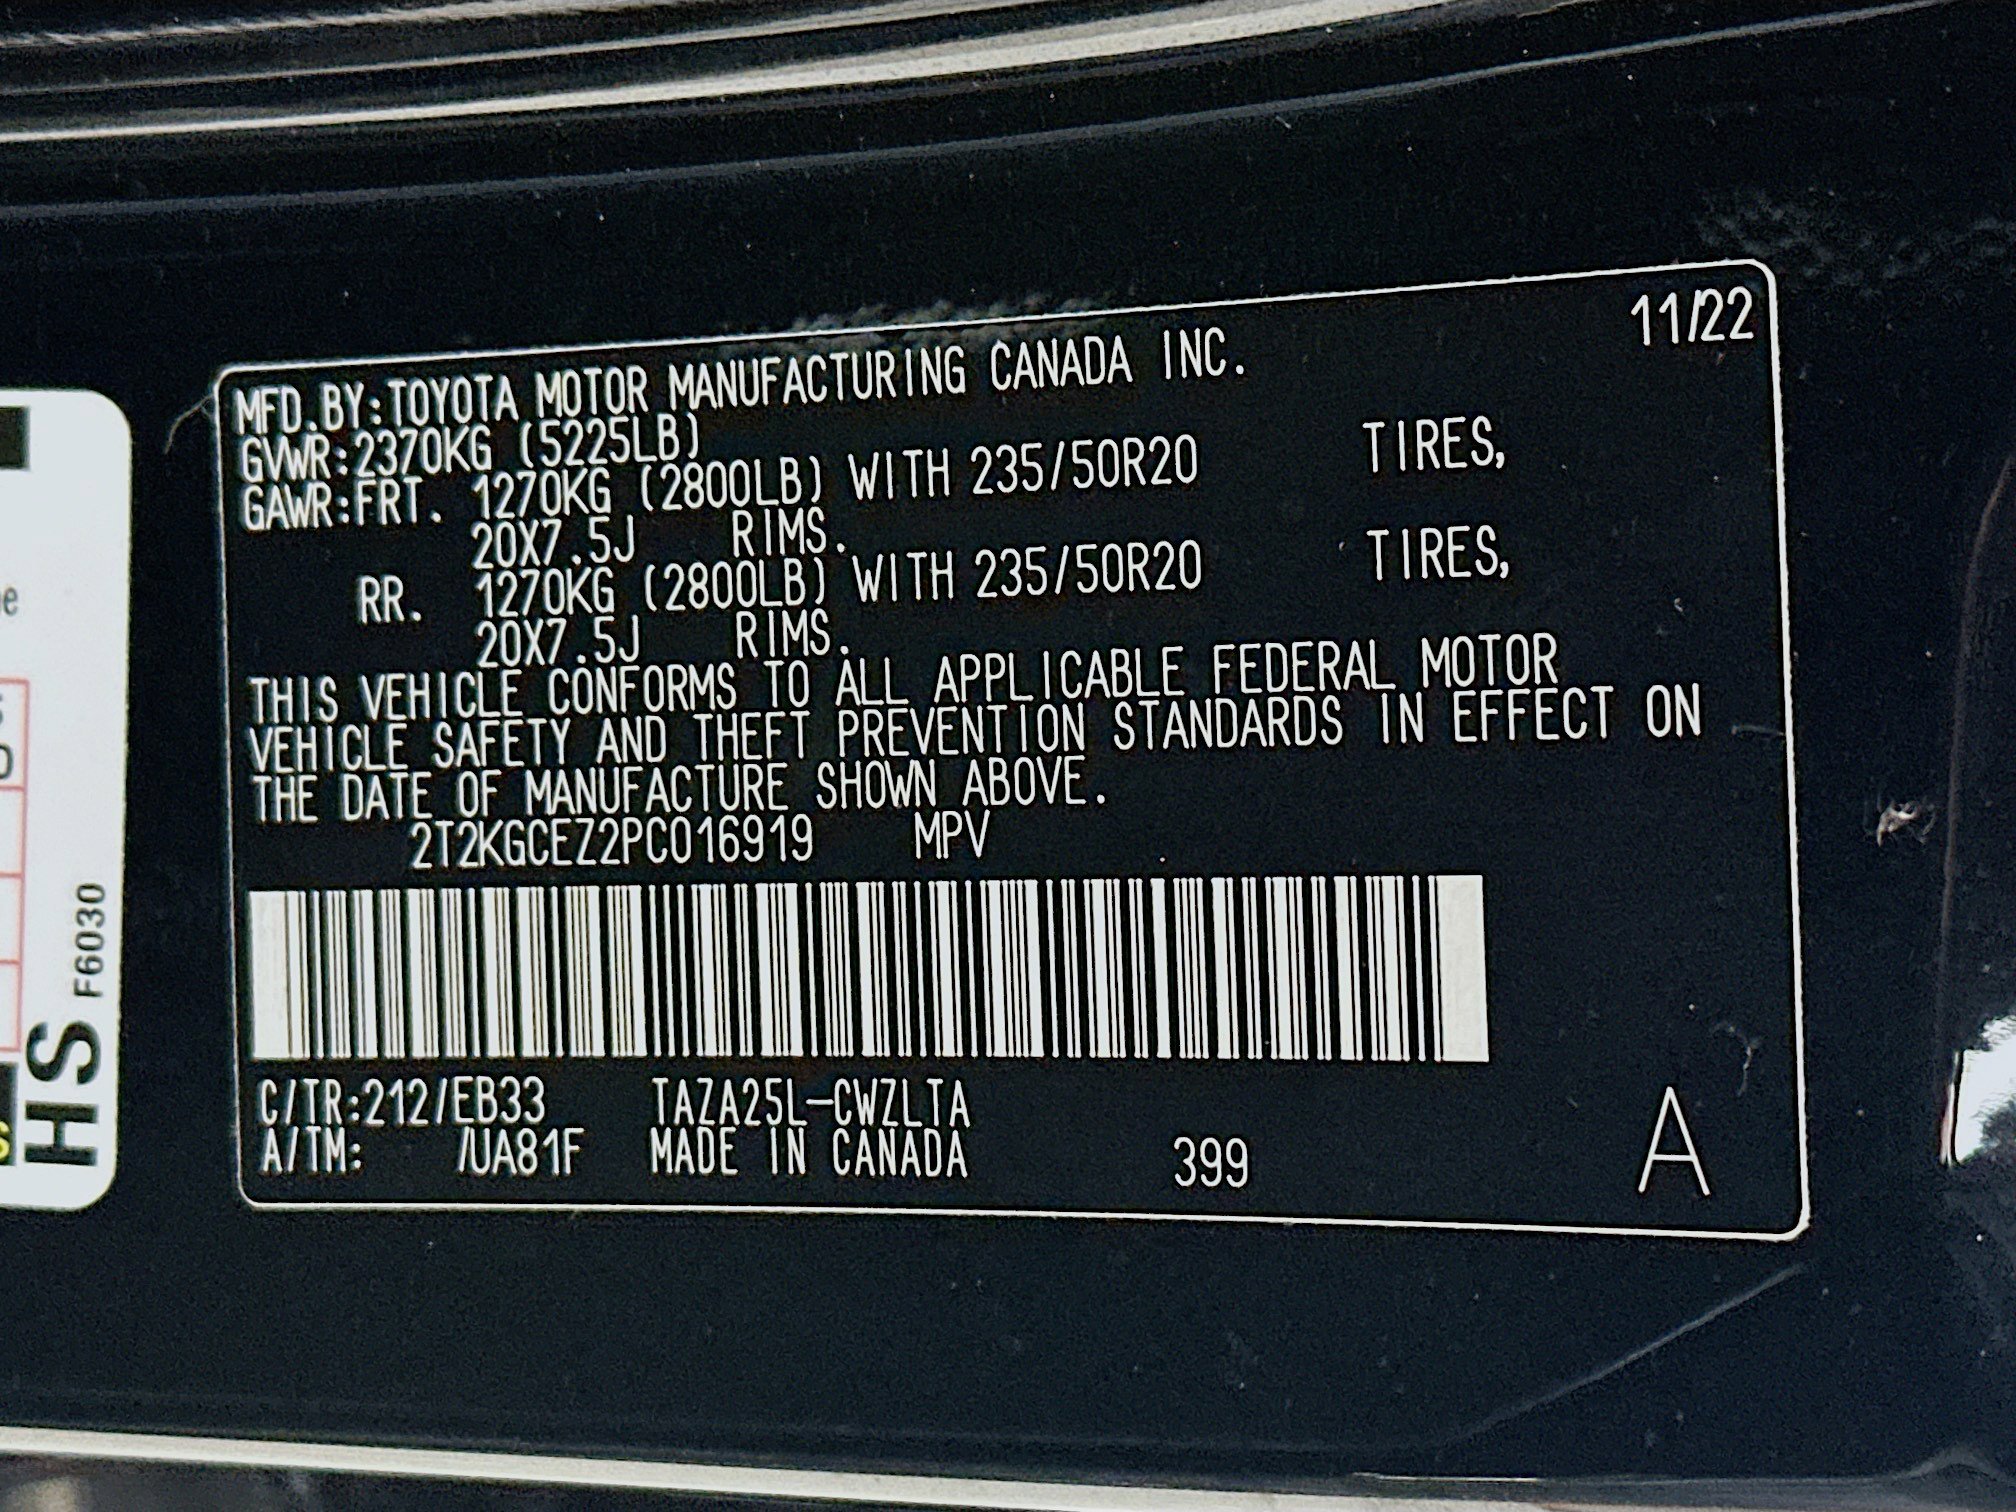 11/22
MFD.BY:TOYOTA MOTOR MANUFACTURING CANADA INC.
GVWR:2370KG (5225LB)
GAWR:FRT. 1270KG (2800LB) WITH 235/50R20 TIRES,
20X7.5J RIMS.
RR. 1270KG (2800LB) WITH 235/50R20 TIRES,
20X7.5J RIMS.
THIS VEHICLE CONFORMS TO ALL APPLICABLE FEDERAL MOTOR
VEHICLE SAFETY AND THEFT PREVENTION STANDARDS IN EFFECT ON
THE DATE OF MANUFACTURE SHOWN ABOVE.
2T2KGCEZ2PC016919 MPV
C/TR:212/EB33 TAZA25L-CWZLTA
A/TM: /UA81F MADE IN CANADA 399 A
HS F6030